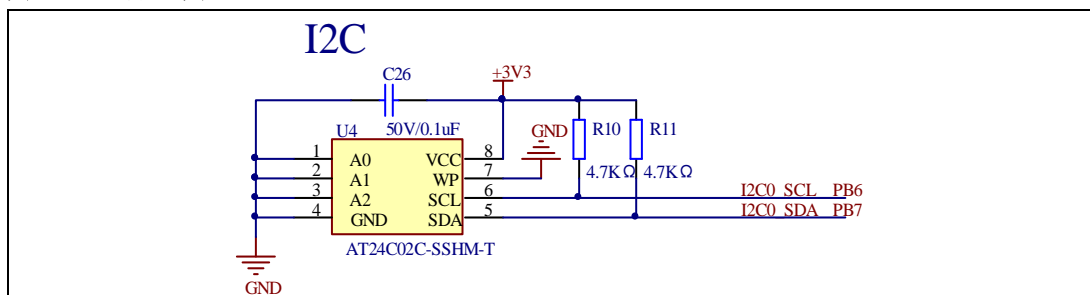 I2C
C26
+3V3
U4
50V/0.1uF
GND
R10
R11
1
A0
VCC
8
2
A1
WP
7
4.7KΩ
4.7KΩ
3
A2
SCL
6
I2C0_SCL PB6
4
GND
SDA
5
I2C0_SDA PB7
AT24C02C-SSHM-T
GND